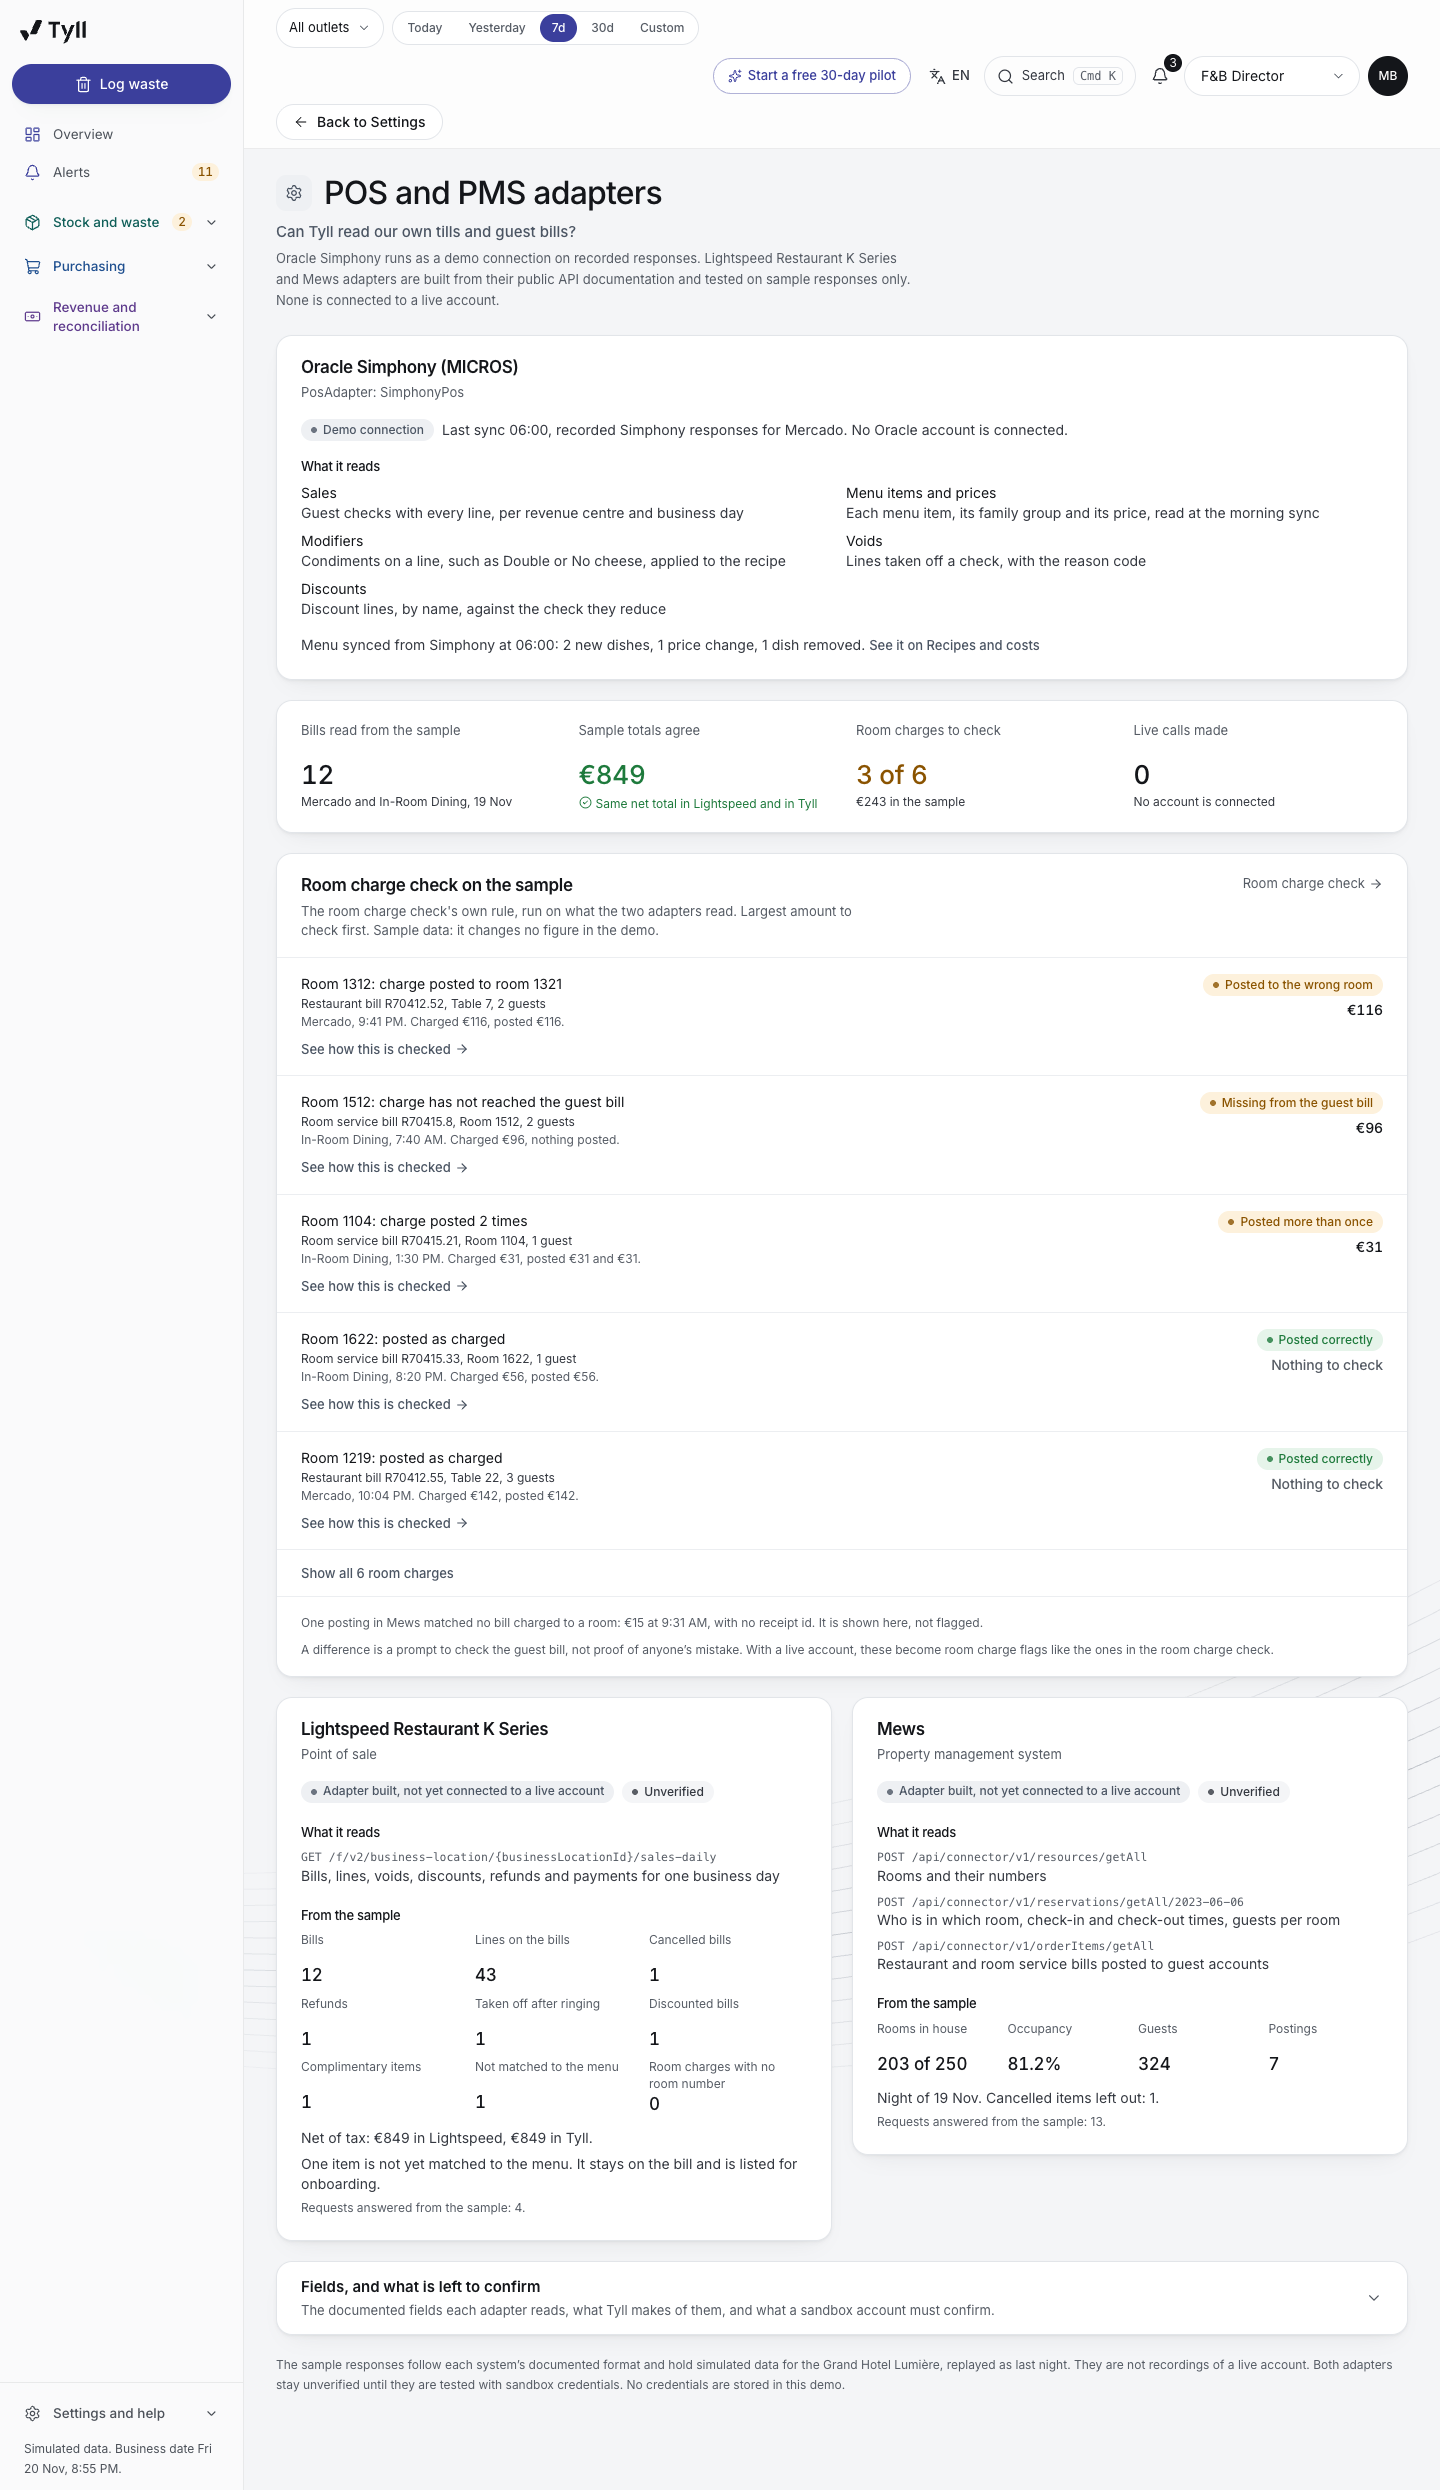 Tyll
Log waste
Overview
Alerts 11
Stock and waste 2
Purchasing
Revenue and
reconciliation
Settings and help
Simulated data. Business date Fri
20 Nov, 8:55 PM.
All outlets
Today Yesterday 7d 30d Custom
Start a free 30-day pilot EN Search Cmd K 3 F&B Director MB
Back to Settings
POS and PMS adapters
Can Tyll read our own tills and guest bills?
Oracle Simphony runs as a demo connection on recorded responses. Lightspeed Restaurant K Series
and Mews adapters are built from their public API documentation and tested on sample responses only.
None is connected to a live account.
Oracle Simphony (MICROS)
PosAdapter: SimphonyPos
Demo connection Last sync 06:00, recorded Simphony responses for Mercado. No Oracle account is connected.
What it reads
Sales
Guest checks with every line, per revenue centre and business day
Menu items and prices
Each menu item, its family group and its price, read at the morning sync
Modifiers
Condiments on a line, such as Double or No cheese, applied to the recipe
Voids
Lines taken off a check, with the reason code
Discounts
Discount lines, by name, against the check they reduce
Menu synced from Simphony at 06:00: 2 new dishes, 1 price change, 1 dish removed. See it on Recipes and costs
Bills read from the sample
12
Mercado and In-Room Dining, 19 Nov
Sample totals agree
€849
Same net total in Lightspeed and in Tyll
Room charges to check
3 of 6
€243 in the sample
Live calls made
0
No account is connected
Room charge check on the sample
Room charge check
The room charge check's own rule, run on what the two adapters read. Largest amount to
check first. Sample data: it changes no figure in the demo.
Room 1312: charge posted to room 1321
Restaurant bill R70412.52, Table 7, 2 guests
Mercado, 9:41 PM. Charged €116, posted €116.
See how this is checked
Posted to the wrong room
€116
Room 1512: charge has not reached the guest bill
Room service bill R70415.8, Room 1512, 2 guests
In-Room Dining, 7:40 AM. Charged €96, nothing posted.
See how this is checked
Missing from the guest bill
€96
Room 1104: charge posted 2 times
Room service bill R70415.21, Room 1104, 1 guest
In-Room Dining, 1:30 PM. Charged €31, posted €31 and €31.
See how this is checked
Posted more than once
€31
Room 1622: posted as charged
Room service bill R70415.33, Room 1622, 1 guest
In-Room Dining, 8:20 PM. Charged €56, posted €56.
See how this is checked
Posted correctly
Nothing to check
Room 1219: posted as charged
Restaurant bill R70412.55, Table 22, 3 guests
Mercado, 10:04 PM. Charged €142, posted €142.
See how this is checked
Posted correctly
Nothing to check
Show all 6 room charges
One posting in Mews matched no bill charged to a room: €15 at 9:31 AM, with no receipt id. It is shown here, not flagged.
A difference is a prompt to check the guest bill, not proof of anyone’s mistake. With a live account, these become room charge flags like the ones in the room charge check.
Lightspeed Restaurant K Series
Point of sale
Adapter built, not yet connected to a live account Unverified
What it reads
GET /f/v2/business-location/{businessLocationId}/sales-daily
Bills, lines, voids, discounts, refunds and payments for one business day
From the sample
Bills
12
Lines on the bills
43
Cancelled bills
1
Refunds
1
Taken off after ringing
1
Discounted bills
1
Complimentary items
1
Not matched to the menu
1
Room charges with no
room number
0
Net of tax: €849 in Lightspeed, €849 in Tyll.
One item is not yet matched to the menu. It stays on the bill and is listed for
onboarding.
Requests answered from the sample: 4.
Mews
Property management system
Adapter built, not yet connected to a live account Unverified
What it reads
POST /api/connector/v1/resources/getAll
Rooms and their numbers
POST /api/connector/v1/reservations/getAll/2023-06-06
Who is in which room, check-in and check-out times, guests per room
POST /api/connector/v1/orderItems/getAll
Restaurant and room service bills posted to guest accounts
From the sample
Rooms in house
203 of 250
Occupancy
81.2%
Guests
324
Postings
7
Night of 19 Nov. Cancelled items left out: 1.
Requests answered from the sample: 13.
Fields, and what is left to confirm
The documented fields each adapter reads, what Tyll makes of them, and what a sandbox account must confirm.
The sample responses follow each system’s documented format and hold simulated data for the Grand Hotel Lumière, replayed as last night. They are not recordings of a live account. Both adapters
stay unverified until they are tested with sandbox credentials. No credentials are stored in this demo.